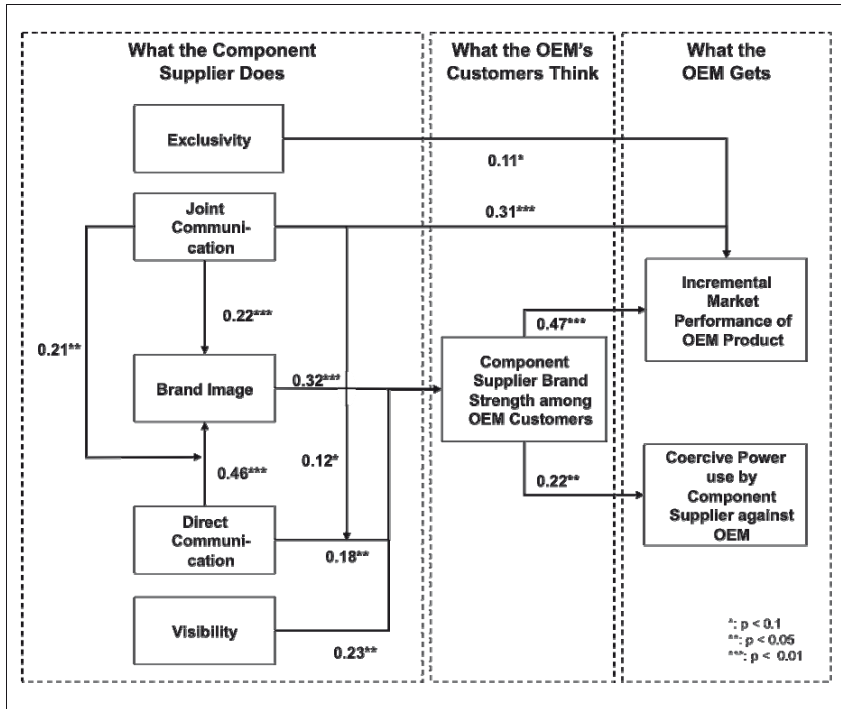 What the Component
Supplier Does
What the OEM's
Customers Think
What the
OEM Gets
Exclusivity
0.11*
Joint
Communi-
cation
0.31***
0.22***
0.21**
Incremental
Market
Performance of
OEM Product
0.47***
Brand Image
0.32***
Component
Supplier Brand
Strength among
OEM Customers
0.12*
0.46***
0.22**
Coercive Power
use by
Component
Supplier against
OEM
Direct
Communi-
cation
0.18**
Visibility
0.23**
*: p < 0.1
**: p < 0.05
***: p < 0.01